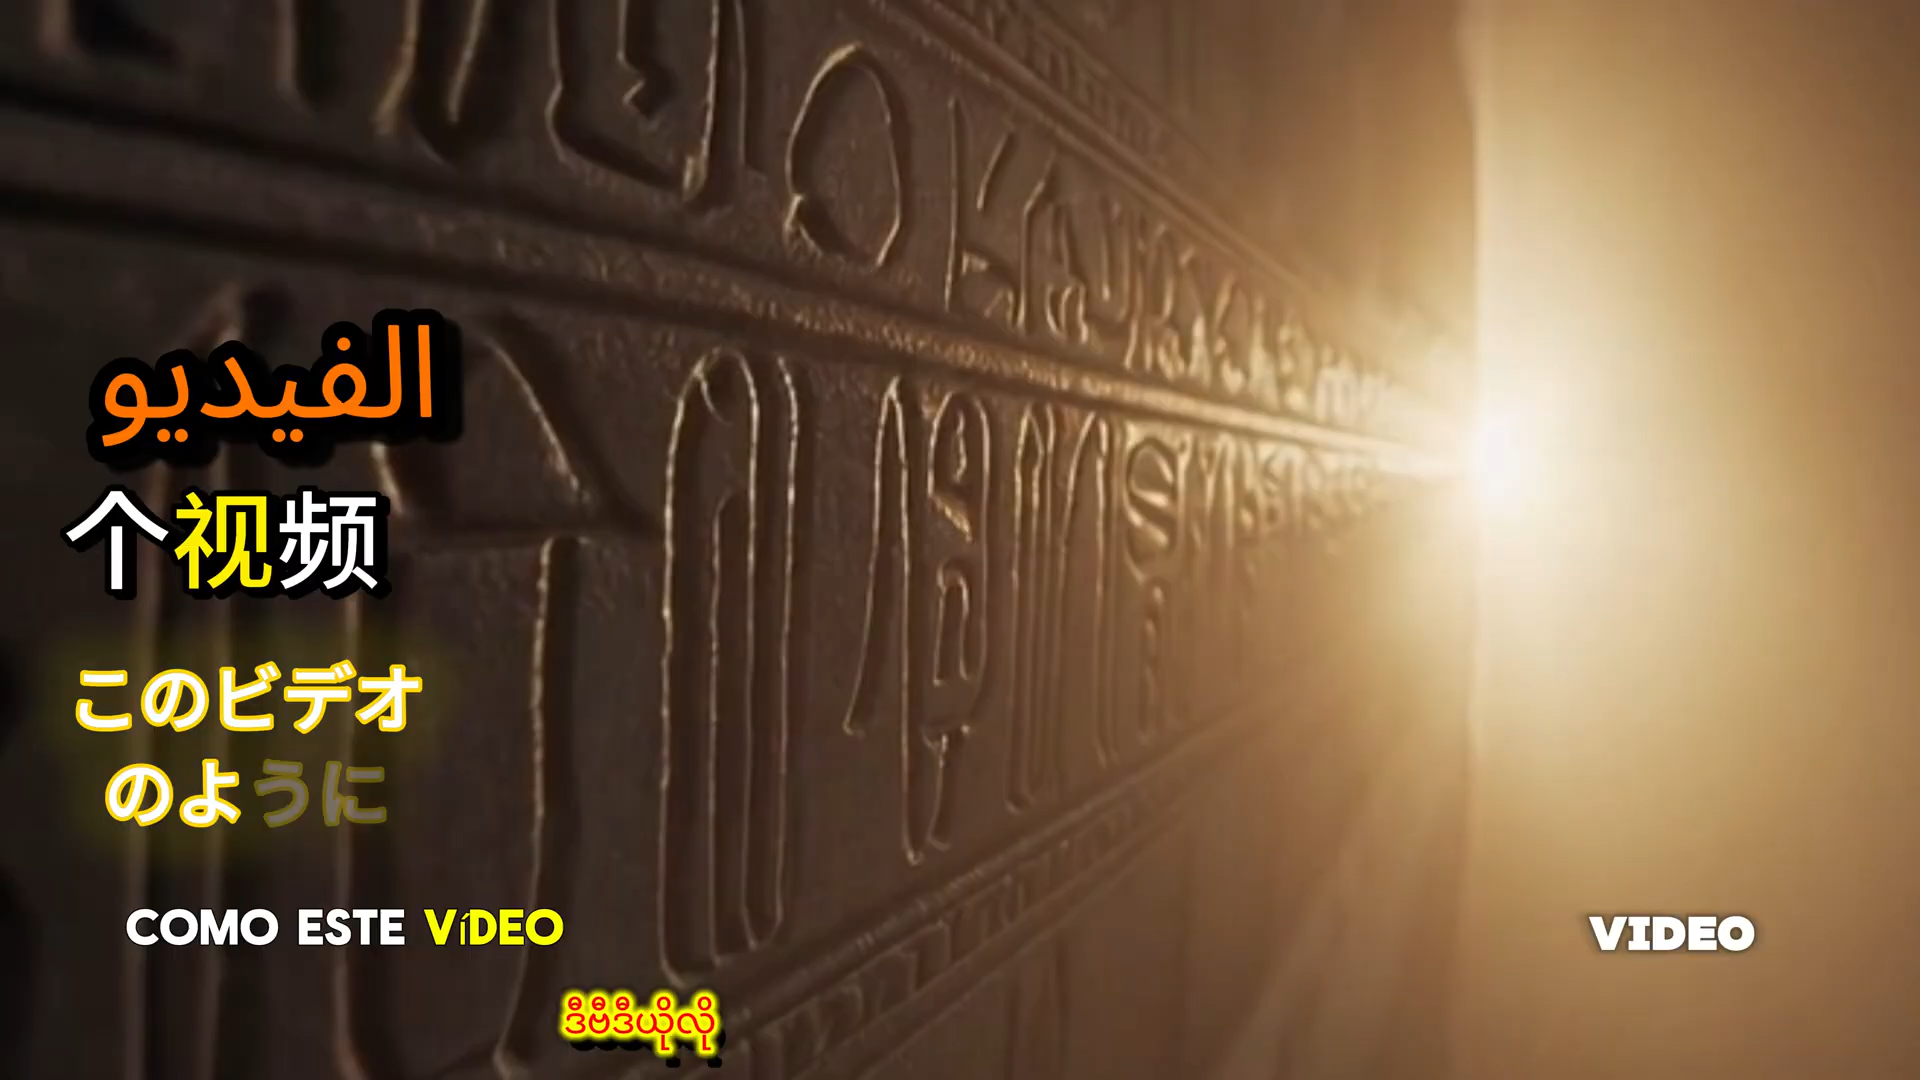 الفيديو
个视频
このビデオ
のように
COMO ESTE VíDEO
VIDEO
ဒီဗီဒီယိုလို